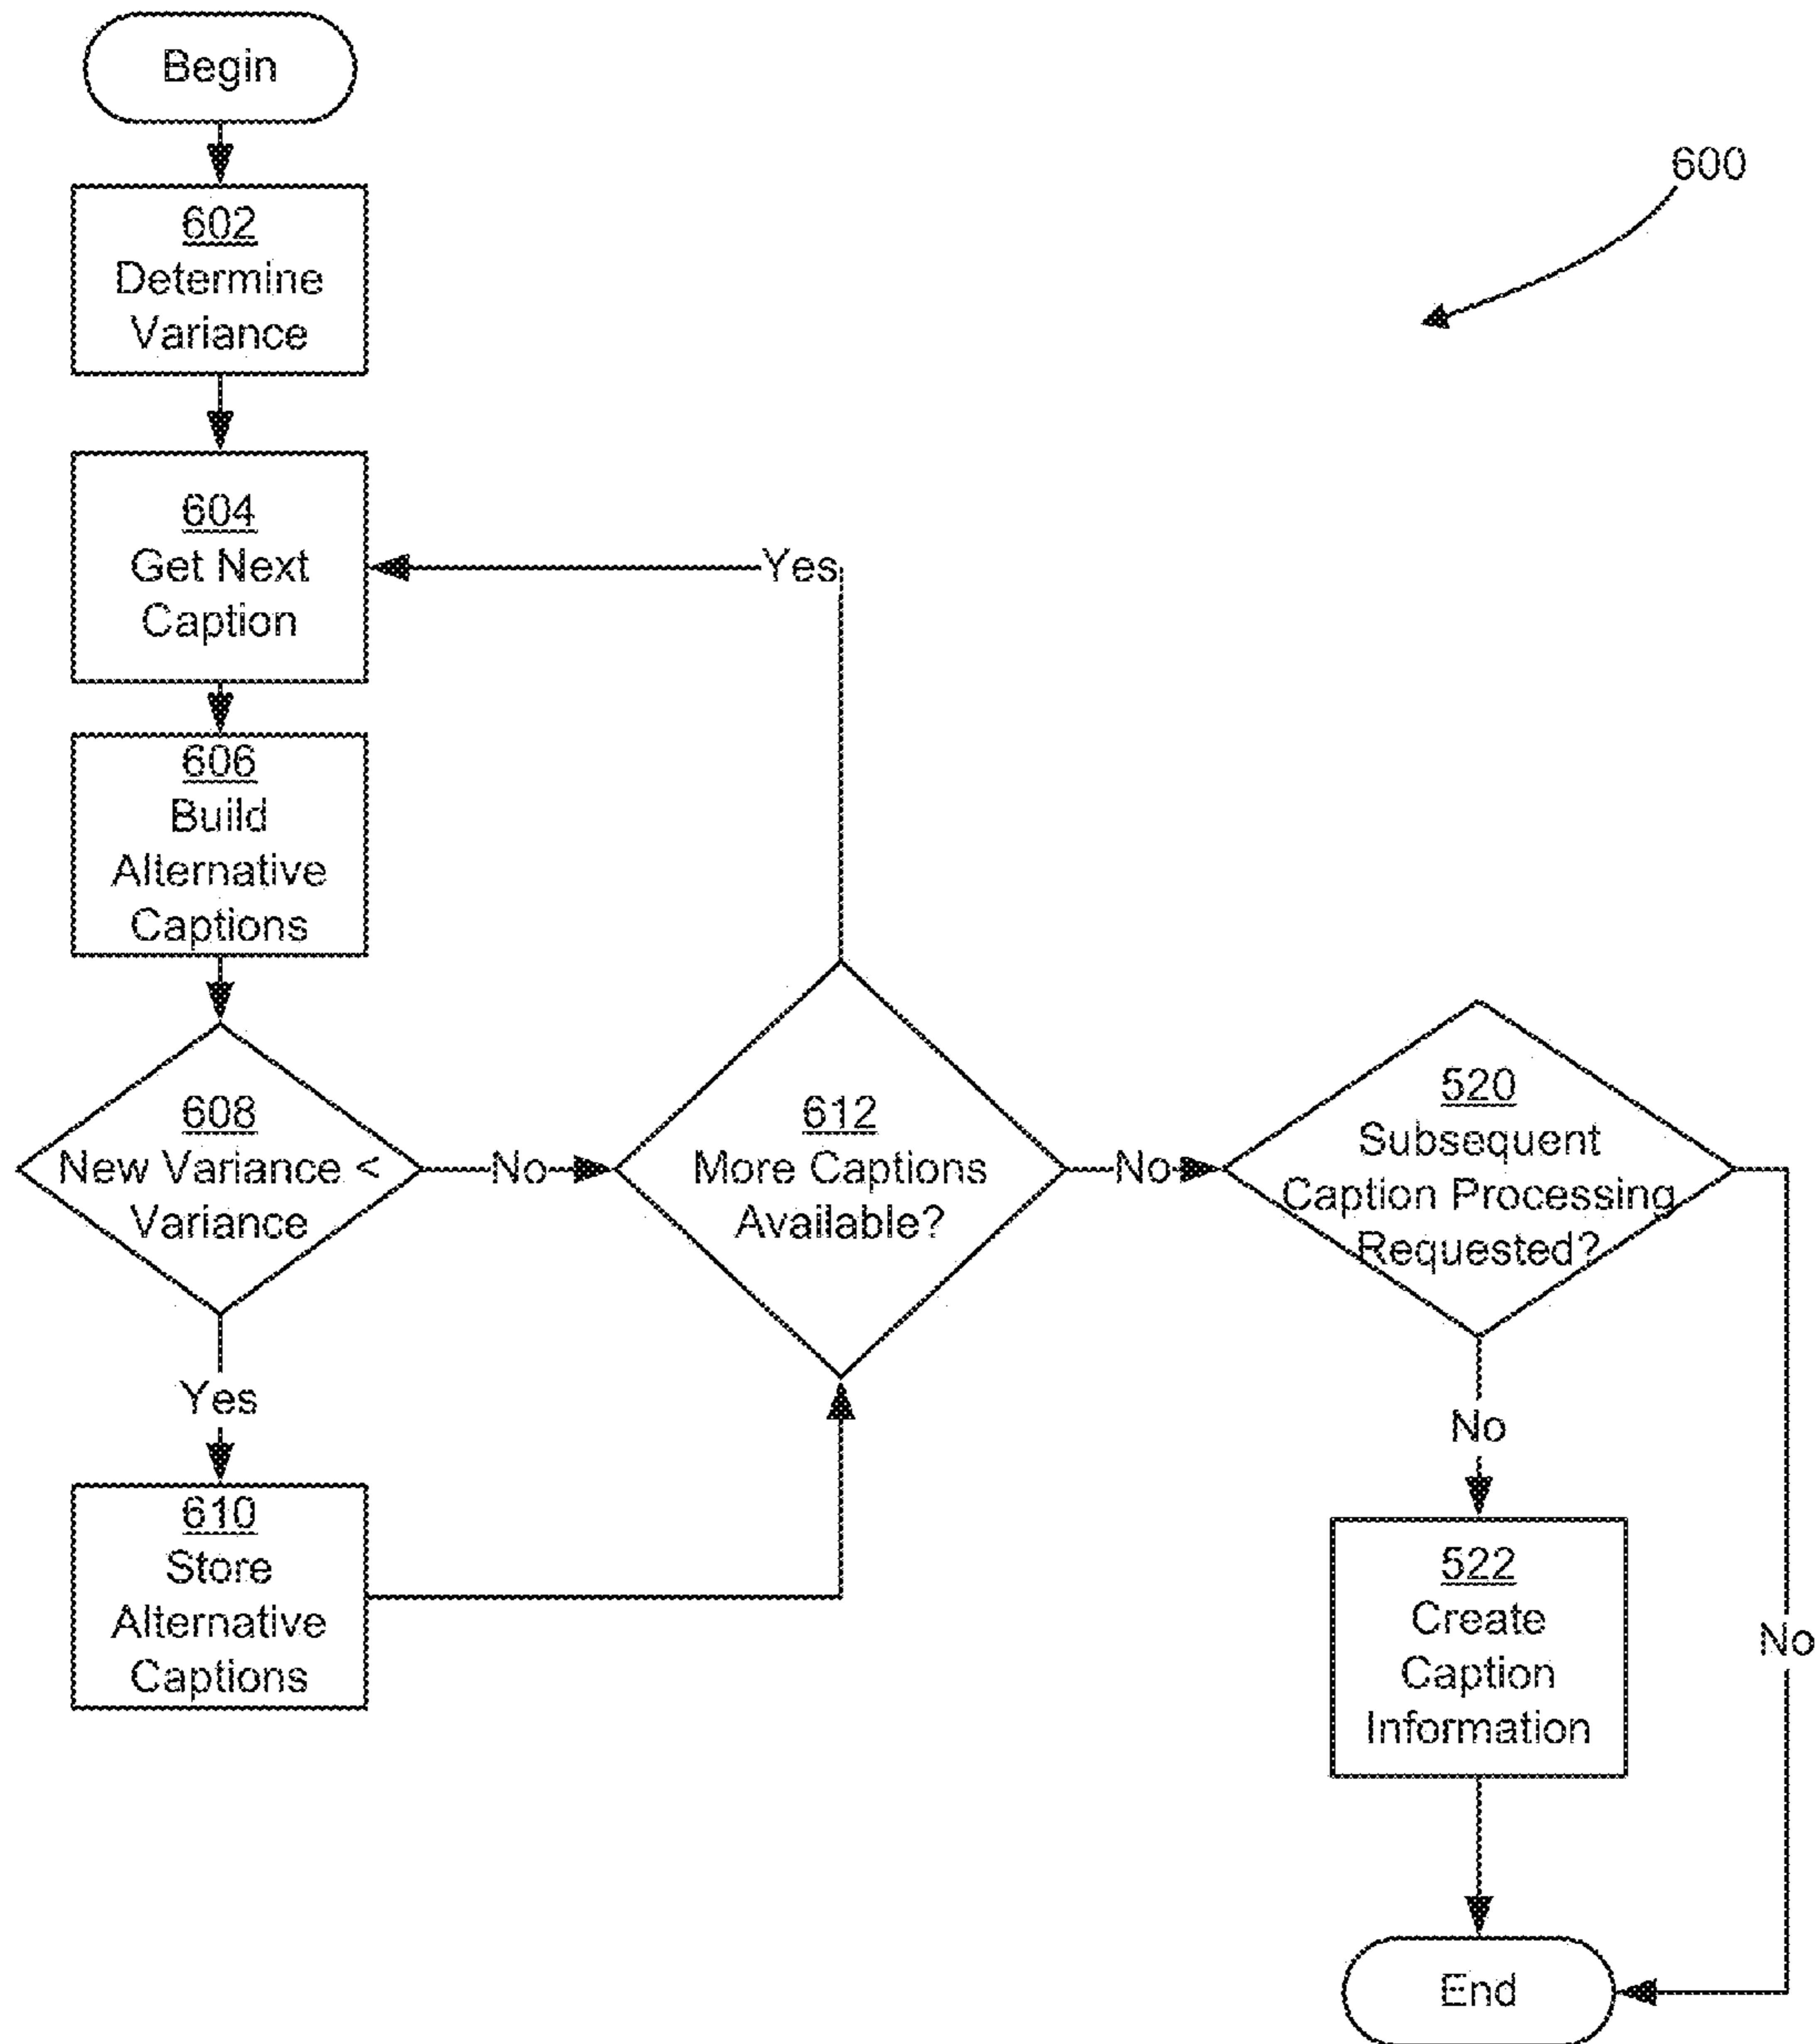 Begin
600
602
Determine
Variance
604
Get Next
Caption
Yes
606
Build
Alternative
Captions
608
New Variance <
Variance
No
612
More Captions
Available?
No
520
Subsequent
Caption Processing
Requested?
Yes
610
Store
Alternative
Captions
No
522
Create
Caption
Information
No
End